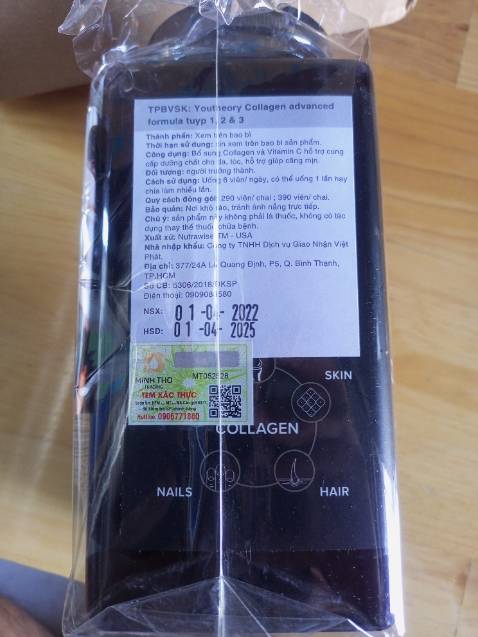 TPBVSK: Youtheory Collagen advanced
formula tuyp 1, 2 & 3
Thành phần: Xem trên bao bì
Thời hạn sử dụng: xin xem trên bao bì sản phẩm.
Công dụng: Bổ sung Collagen và Vitamin C hỗ trợ cung
cấp dưỡng chất cho da, tóc, hỗ trợ giúp căng mịn.
Đối tượng: người trưởng thành.
Cách sử dụng: Uống 6 viên/ ngày, có thể uống 1 lần hay
chia làm nhiều lần.
Quy cách đóng gói: 290 viên/ chai ; 390 viên/ chai.
Bảo quản: Nơi khô ráo, tránh ánh nắng trực tiếp.
Chú ý: sản phẩm này không phải là thuốc, không có tác
dụng thay thế thuốc chữa bệnh.
Xuất xứ: Nutrawise TM - USA
Nhà nhập khẩu: Công ty TNHH Dịch vụ Giao Nhận Việt
Phát.
Địa chỉ: 377/24A Lê Quang Định, P5, Q. Bình Thạnh,
TP.HCM
Số CB: 5306/2018/ĐKSP
Điện thoại: 0909084580
NSX: 01-04-2022
HSD: 01-04-2025
MINH THO
MT052828
TEM XÁC THỰC
Hotline: 0906771880
SKIN
COLLAGEN
NAILS
HAIR